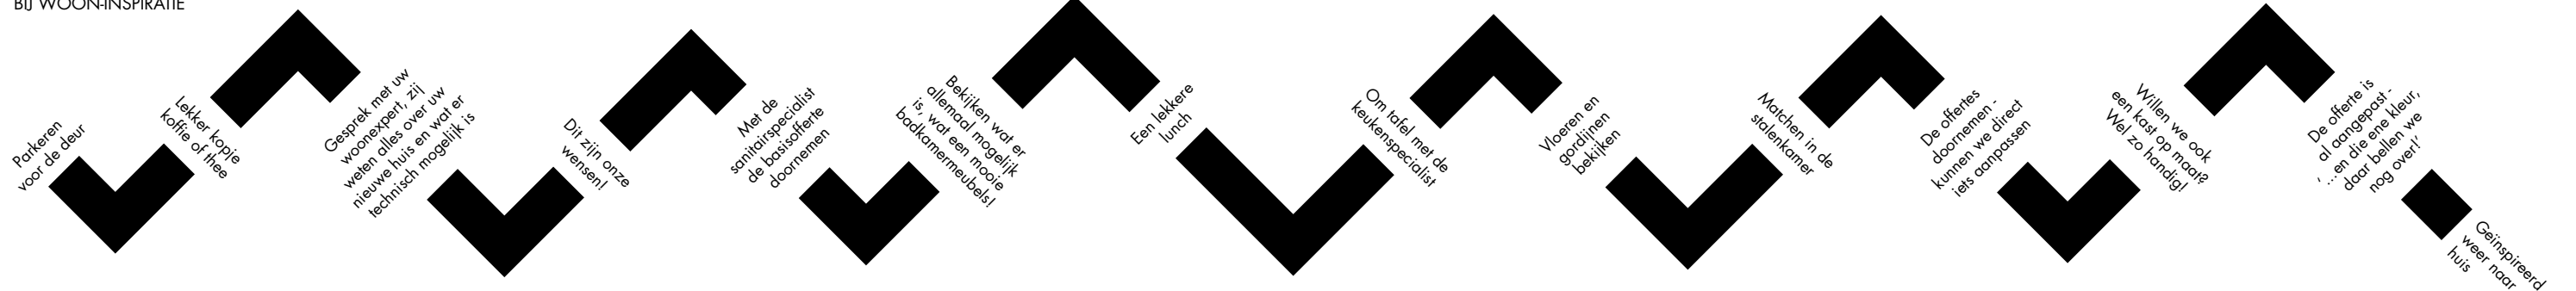 BIJ WOON-INSPIRATIE
Parkeren
voor de deur
Lekker kopje
koffie of thee
Gesprek met uw
woonexpert, zij
weten alles over uw
nieuwe huis en wat er
technisch mogelijk is
Dit zijn onze
wensen!
Met de
sanitairspecialist
de basisofferte
doornemen
Bekijken wat er
allemaal mogelijk
is, wat een mooie
badkamermeubels!
Een lekkere
lunch
Om tafel met de
keukenspecialist
Vloeren en
gordijnen
bekijken
Matchen in de
stalenkamer
De offertes
doornemen -
kunnen we direct
iets aanpassen
Willen we ook
een kast op maat?
Wel zo handig!
De offerte is
al aangepast -
‘...en die ene kleur,
daar bellen we
nog over!’
Geïnspireerd
weer naar
huis